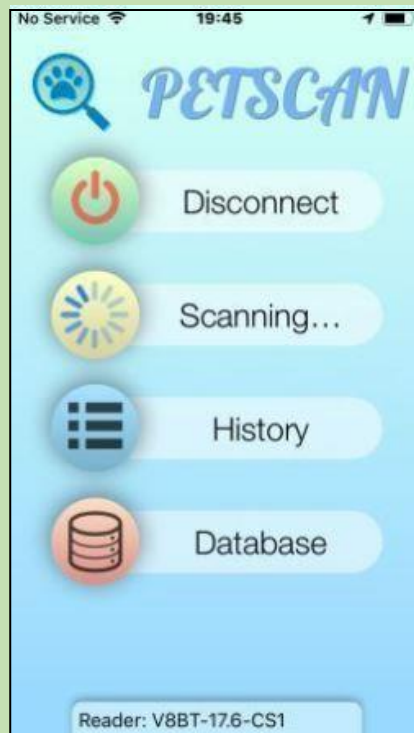 No Service 19:45
PETSCAN
Disconnect
Scanning...
History
Database
Reader: V8BT-17.6-CS1